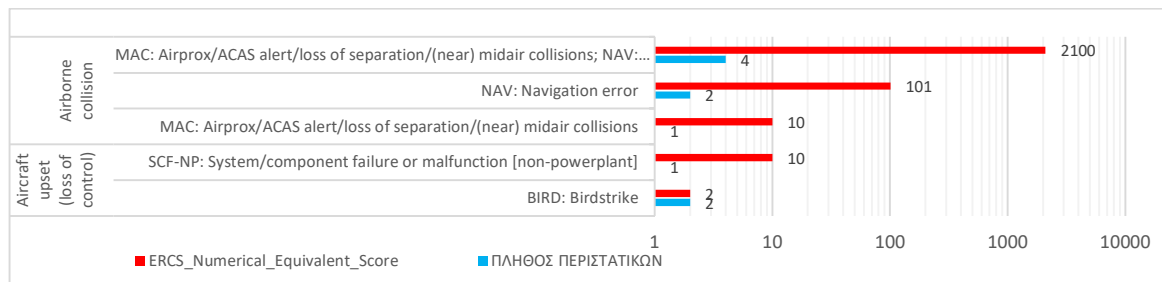 Airborne
collision
MAC: Airprox/ACAS alert/loss of separation/(near) midair collisions; NAV:...
2100
4
NAV: Navigation error
101
2
MAC: Airprox/ACAS alert/loss of separation/(near) midair collisions
10
1
Aircraft
upset
(loss of
control)
SCF-NP: System/component failure or malfunction [non-powerplant]
10
1
BIRD: Birdstrike
2
2
1 10 100 1000 10000
ERCS_Numerical_Equivalent_Score ΠΛΗΘΟΣ ΠΕΡΙΣΤΑΤΙΚΩΝ